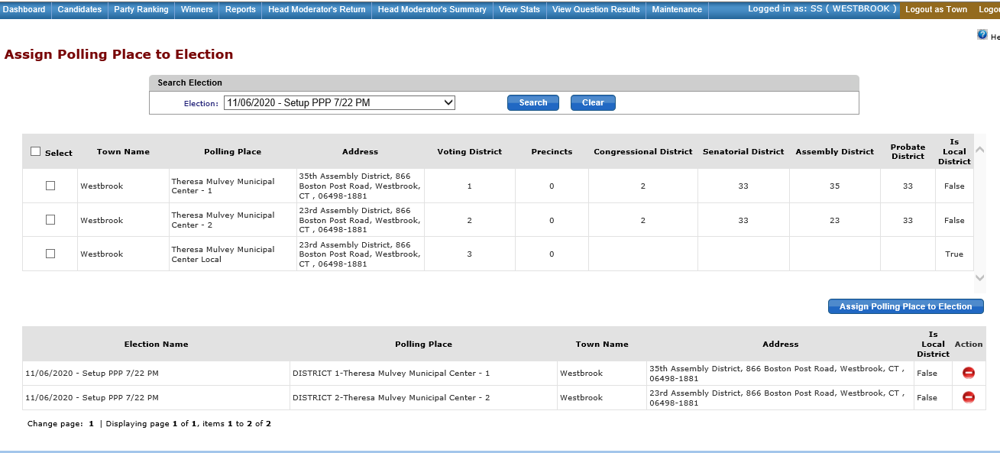 Dashboard Candidates Party Ranking Winners Reports Head Moderator's Return Head Moderator's Summary View Stats View Question Results Maintenance Logged in as: SS ( WESTBROOK ) Logout as Town Logou
He
Assign Polling Place to Election
Search Election
Election: 11/06/2020 - Setup PPP 7/22 PM Search Clear
Select Town Name Polling Place Address Voting District Precincts Congressional District Senatorial District Assembly District Probate District Is Local District
Westbrook Theresa Mulvey Municipal Center - 1 35th Assembly District, 866 Boston Post Road, Westbrook, CT , 06498-1881 1 0 2 33 35 33 False
Westbrook Theresa Mulvey Municipal Center - 2 23rd Assembly District, 866 Boston Post Road, Westbrook, CT , 06498-1881 2 0 2 33 23 33 False
Westbrook Theresa Mulvey Municipal Center Local 23rd Assembly District, 866 Boston Post Road, Westbrook, CT , 06498-1881 3 0 True
Assign Polling Place to Election
Election Name Polling Place Town Name Address Is Local District Action
11/06/2020 - Setup PPP 7/22 PM DISTRICT 1-Theresa Mulvey Municipal Center - 1 Westbrook 35th Assembly District, 866 Boston Post Road, Westbrook, CT , 06498-1881 False
11/06/2020 - Setup PPP 7/22 PM DISTRICT 2-Theresa Mulvey Municipal Center - 2 Westbrook 23rd Assembly District, 866 Boston Post Road, Westbrook, CT , 06498-1881 False
Change page: 1 | Displaying page 1 of 1, items 1 to 2 of 2